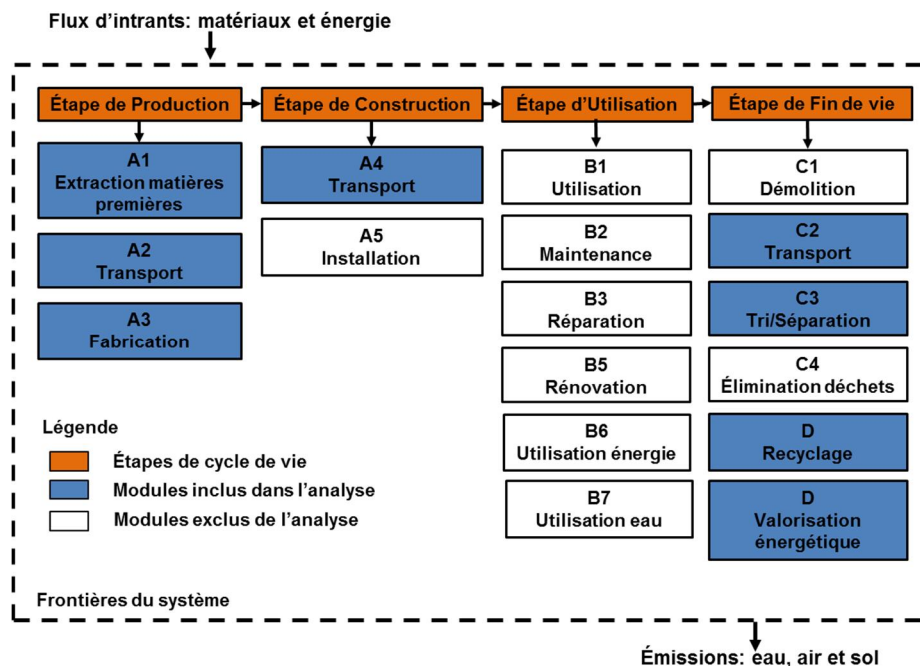 Flux d'intrants: matériaux et énergie
Étape de Production
Étape de Construction
Étape d'Utilisation
Étape de Fin de vie
A1
Extraction matières
premières
A2
Transport
A3
Fabrication
A4
Transport
A5
Installation
B1
Utilisation
B2
Maintenance
B3
Réparation
B5
Rénovation
B6
Utilisation énergie
B7
Utilisation eau
C1
Démolition
C2
Transport
C3
Tri/Séparation
C4
Élimination déchets
D
Recyclage
D
Valorisation
énergétique
Légende
Étapes de cycle de vie
Modules inclus dans l'analyse
Modules exclus de l'analyse
Frontières du système
Émissions: eau, air et sol